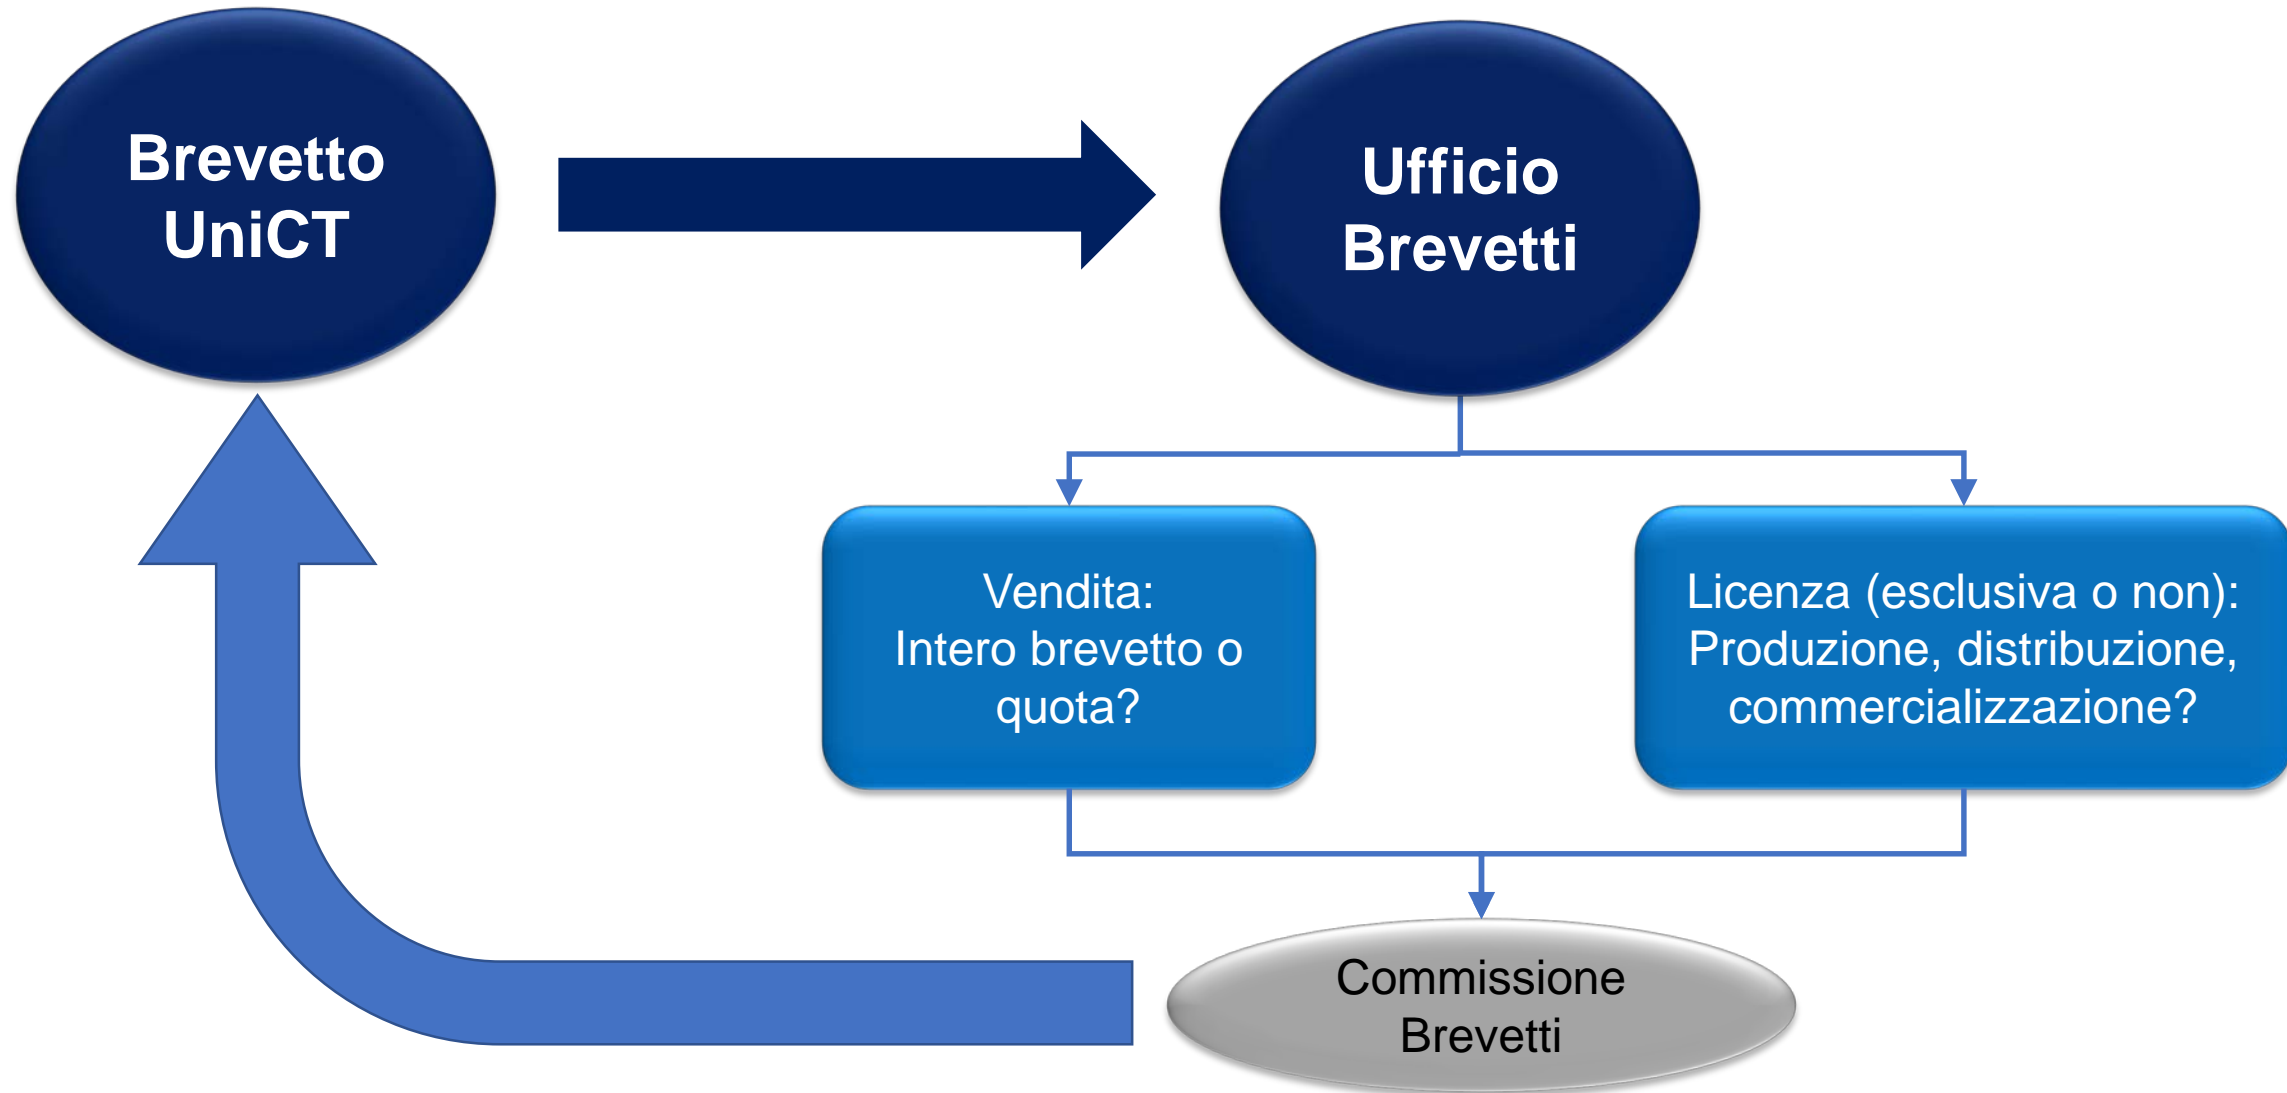 Brevetto
UniCT
Ufficio
Brevetti
Vendita:
Intero brevetto o
quota?
Licenza (esclusiva o non):
Produzione, distribuzione,
commercializzazione?
Commissione
Brevetti